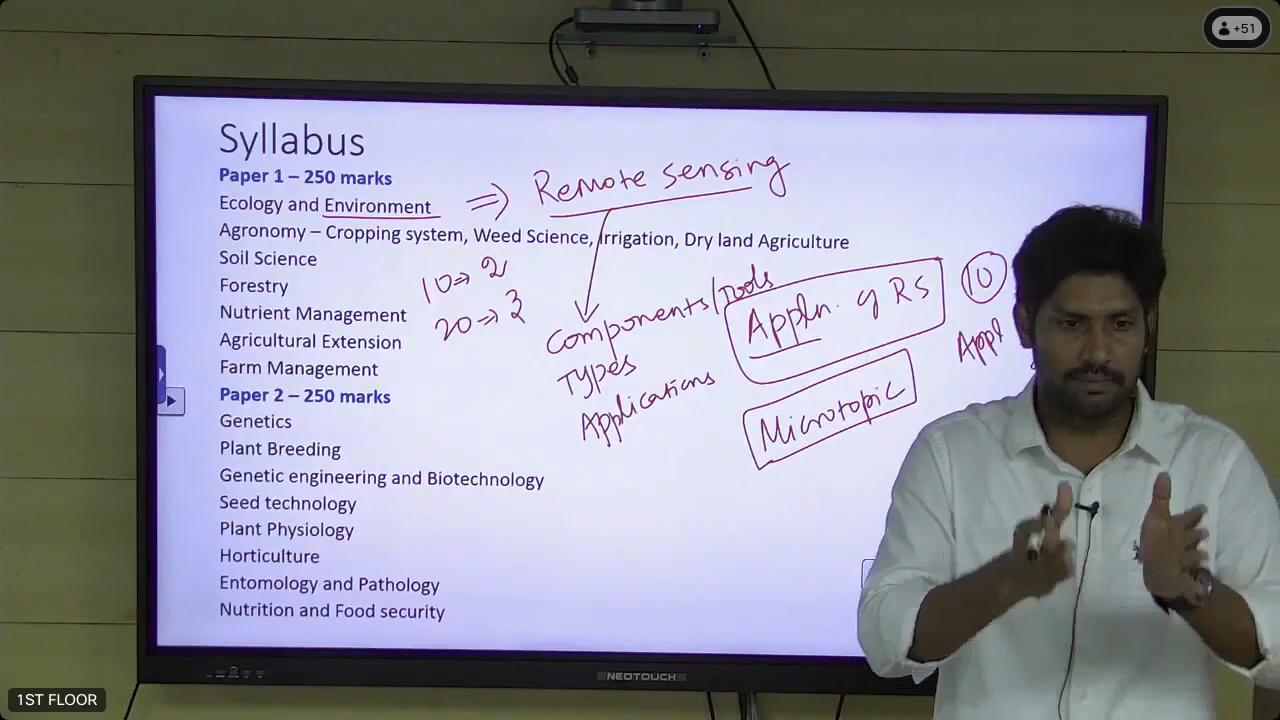 +51
Syllabus
Paper 1 – 250 marks
Ecology and Environment ⇒ Remote sensing
Agronomy – Cropping system, Weed Science, Irrigation, Dry land Agriculture
Soil Science
Forestry
Nutrient Management
Agricultural Extension
Farm Management
10 ⇒ 2
20 ⇒ 3
Components/Tools
Types
Applications
Appln. of RS
10
Appl
Microtopic
Paper 2 – 250 marks
Genetics
Plant Breeding
Genetic engineering and Biotechnology
Seed technology
Plant Physiology
Horticulture
Entomology and Pathology
Nutrition and Food security
NEOTOUCH
1ST FLOOR